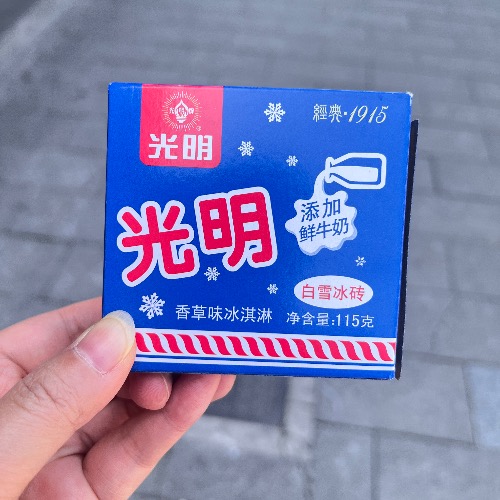 光明
經典·1915
添加
鲜牛奶
光明
白雪冰砖
香草味冰淇淋 净含量:115克